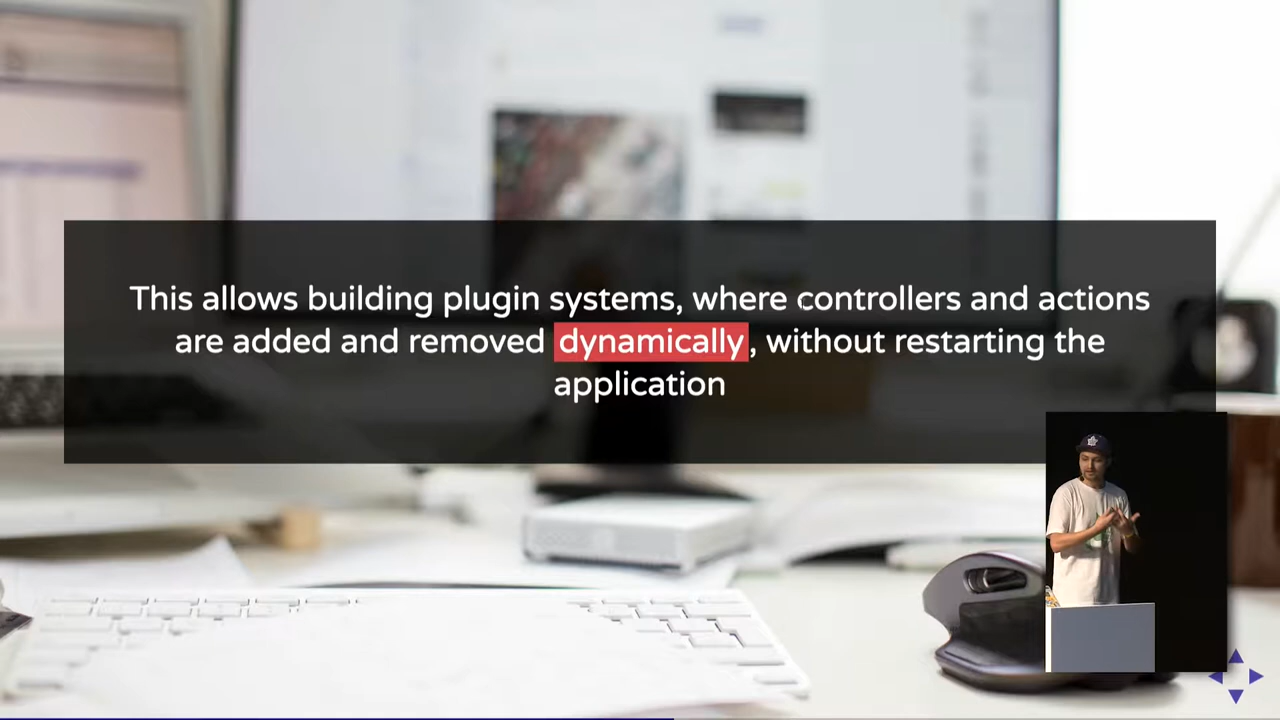 This allows building plugin systems, where controllers and actions
are added and removed dynamically, without restarting the
application